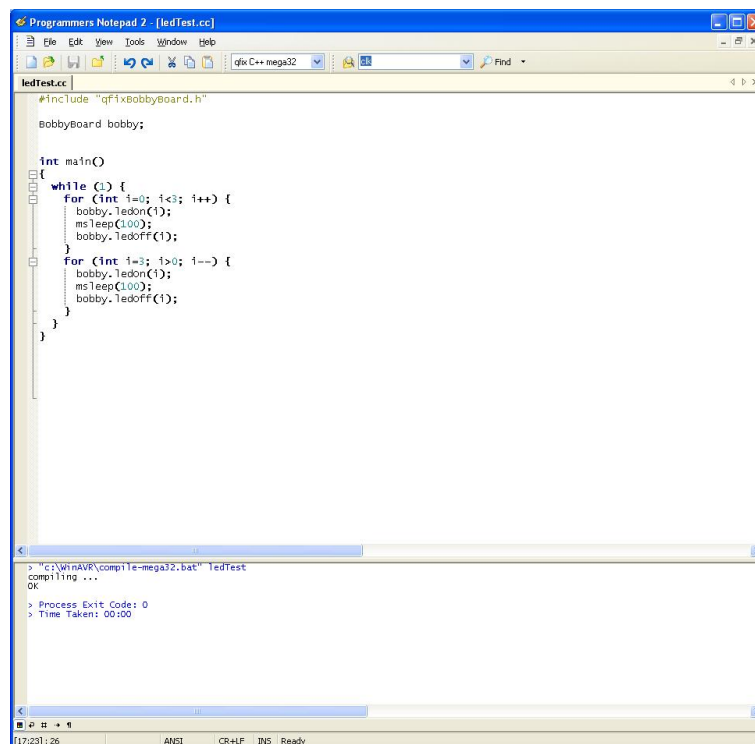 Programmers Notepad 2 - [ledTest.cc]
File Edit View Tools Window Help
qfix C++ mega32 clk Find
ledTest.cc
#include "qfixBobbyBoard.h"
BobbyBoard bobby;
int main()
{
while (1) {
for (int i=0; i<3; i++) {
bobby.ledOn(i);
msleep(100);
bobby.ledOff(i);
}
for (int i=3; i>0; i--) {
bobby.ledOn(i);
msleep(100);
bobby.ledOff(i);
}
}
}
> "c:\WinAVR\compile-mega32.bat" ledTest
compiling ...
OK
> Process Exit Code: 0
> Time Taken: 00:00
[17:23] : 26 ANSI CR+LF INS Ready